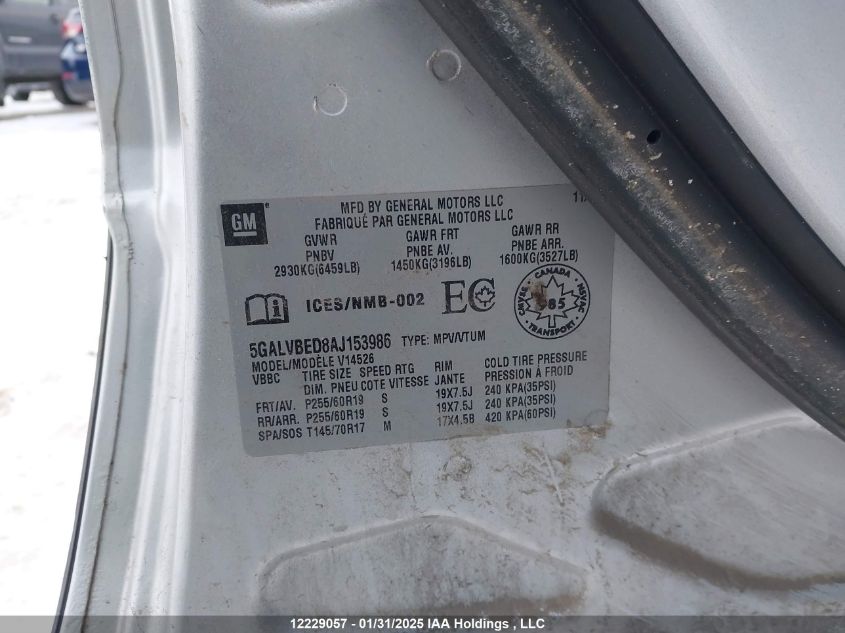 GM
MFD BY GENERAL MOTORS LLC
FABRIQUÉ PAR GENERAL MOTORS LLC
GVWR GAWR FRT GAWR RR
PNBV PNBE AV. PNBE ARR.
2930KG(6459LB) 1450KG(3196LB) 1600KG(3527LB)
ICES/NMB-002 EC
CANADA
CMVSS 85 NSVAC
TRANSPORT
5GALVBED8AJ153986 TYPE: MPV/VTUM
MODEL/MODÈLE V14526
VBBC TIRE SIZE SPEED RTG RIM COLD TIRE PRESSURE
DIM. PNEU COTE VITESSE JANTE PRESSION À FROID
FRT/AV. P255/60R19 S 19X7.5J 240 KPA(35PSI)
RR/ARR. P255/60R19 S 19X7.5J 240 KPA(35PSI)
SPA/SOS T145/70R17 M 17X4.5B 420 KPA(60PSI)
12229057 - 01/31/2025 IAA Holdings, LLC